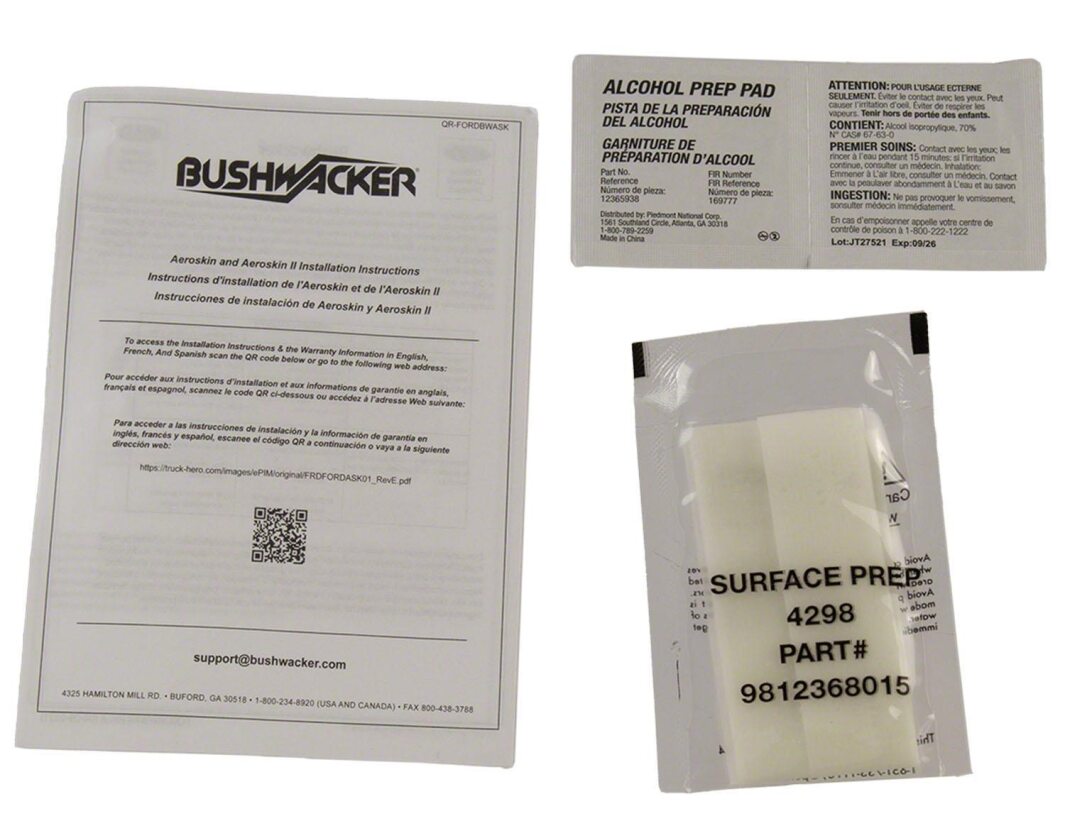 QR-FORDBWASK
BUSHWACKER®
Aeroskin and Aeroskin II Installation Instructions
Instructions d'installation de l'Aeroskin et de l'Aeroskin II
Instrucciones de instalación de Aeroskin y Aeroskin II
To access the Installation Instructions & the Warranty Information in English,
French, And Spanish scan the QR code below or go to the following web address:
Pour accéder aux instructions d'installation et aux informations de garantie en anglais,
français et espagnol, scannez le code QR ci-dessous ou accédez à l'adresse Web suivante:
Para acceder a las instrucciones de instalación y la información de garantía en
inglés, francés y español, escanee el código QR a continuación o vaya a la siguiente
dirección web:
https://truck-hero.com/images/ePIM/original/FRDFORDASK01_RevE.pdf
support@bushwacker.com
4325 HAMILTON MILL RD. • BUFORD, GA 30518 • 1-800-234-8920 (USA AND CANADA) • FAX 800-438-3788
ALCOHOL PREP PAD
PISTA DE LA PREPARACIÓN
DEL ALCOHOL
GARNITURE DE
PRÉPARATION D'ALCOOL
Part No.
Reference
Número de pieza:
12365938
FIR Number
FIR Reference
Número de pieza:
169777
Distributed by: Piedmont National Corp.
1561 Southland Circle, Atlanta, GA 30318
1-800-789-2259
Made in China
ATTENTION: POUR L'USAGE ECTERNE
SEULEMENT. Éviter le contact avec les yeux. Peut
causer l'irritation d'oeil. Éviter de respirer les
vapeurs. Tenir hors de portée des enfants.
CONTIENT: Alcool isopropylique, 70%
N° CAS# 67-63-0
PREMIER SOINS: Contact avec les yeux; les
rincer à l'eau pendant 15 minutes: si l'irritation
continue, consulter un médecin. Inhalation:
Emmener à L'air libre, consulter un médecin. Contact
avec la peaulaver abondamment à L'eau et au savon
INGESTION: Ne pas provoquer le vomissement,
sonsulter médecin immédiatement.
En cas d'empoisoner appelle votre centre de
contrôle de poison à 1-800-222-1222
Lot:JT27521 Exp:09/26
SURFACE PREP
4298
PART#
9812368015